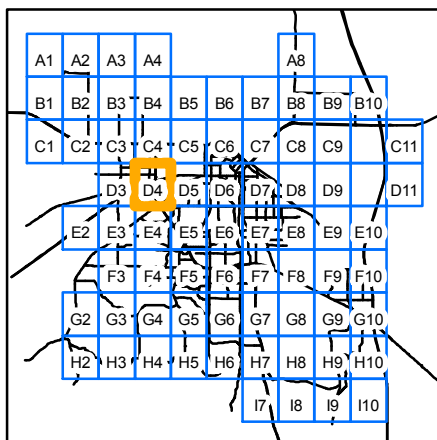 A1 A2 A3 A4 A8
B1 B2 B3 B4 B5 B6 B7 B8 B9 B10
C1 C2 C3 C4 C5 C6 C7 C8 C9 C11
D3 D4 D5 D6 D7 D8 D9 D11
E2 E3 E4 E5 E6 E7 E8 E9 E10
F3 F4 F5 F6 F7 F8 F9 F10
G2 G3 G4 G5 G6 G7 G8 G9 G10
H2 H3 H4 H5 H6 H7 H8 H9 H10
I7 I8 I9 I10